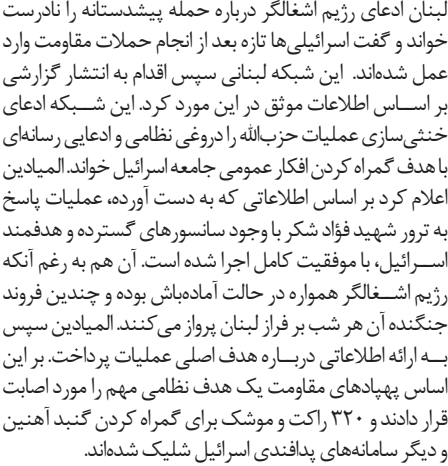 لبنان ادعای رژیم اشغالگر درباره حمله پیشدستانه را نادرست
خواند و گفت اسرائیلی‌ها تازه بعد از انجام حملات مقاومت وارد
عمل شده‌اند. این شبکه لبنانی سپس اقدام به انتشار گزارشی
بر اساس اطلاعات موثق در این مورد کرد. این شبکه ادعای
خنثی‌سازی عملیات حزب‌الله را دروغی نظامی و ادعایی رسانه‌ای
با هدف گمراه کردن افکار عمومی جامعه اسرائیل خواند. المیادین
اعلام کرد بر اساس اطلاعاتی که به دست آورده، عملیات پاسخ
به ترور شهید فؤاد شکر با وجود سانسورهای گسترده و هدفمند
اسرائیل، با موفقیت کامل اجرا شده است. آن هم به رغم آنکه
رژیم اشغالگر همواره در حالت آماده‌باش بوده و چندین فروند
جنگنده آن هر شب بر فراز لبنان پرواز می‌کنند. المیادین سپس
به ارائه اطلاعاتی درباره هدف اصلی عملیات پرداخت. بر این
اساس پهپادهای مقاومت یک هدف نظامی مهم را مورد اصابت
قرار دادند و ۳۲۰ راکت و موشک برای گمراه کردن گنبد آهنین
و دیگر سامانه‌های پدافندی اسرائیل شلیک شده‌اند.